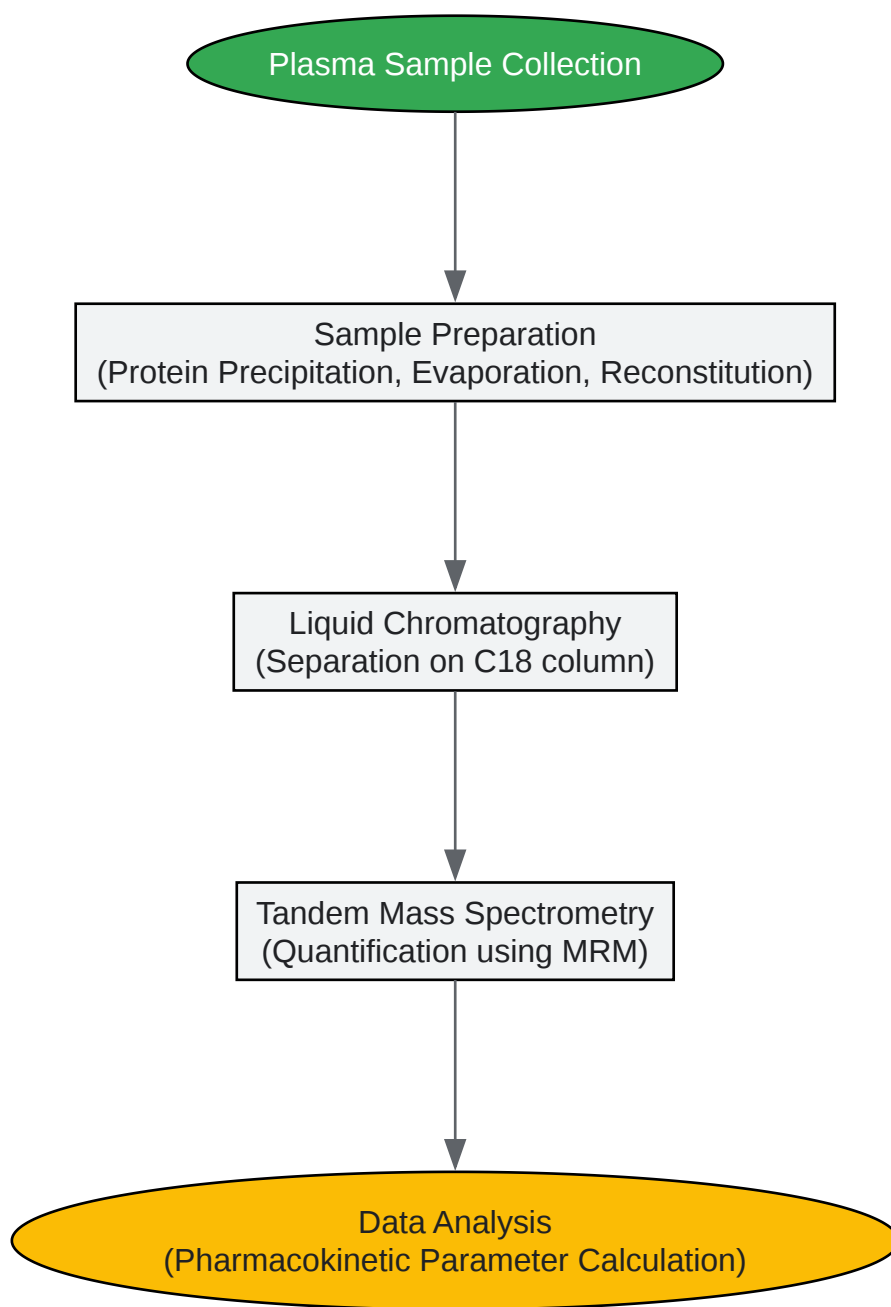 Plasma Sample Collection
Sample Preparation
(Protein Precipitation, Evaporation, Reconstitution)
Liquid Chromatography
(Separation on C18 column)
Tandem Mass Spectrometry
(Quantification using MRM)
Data Analysis
(Pharmacokinetic Parameter Calculation)